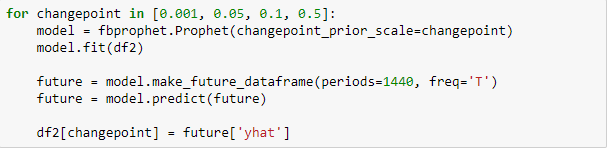 for changepoint in [0.001, 0.05, 0.1, 0.5]:
    model = fbprophet.Prophet(changepoint_prior_scale=changepoint)
    model.fit(df2)

    future = model.make_future_dataframe(periods=1440, freq='T')
    future = model.predict(future)

    df2[changepoint] = future['yhat']